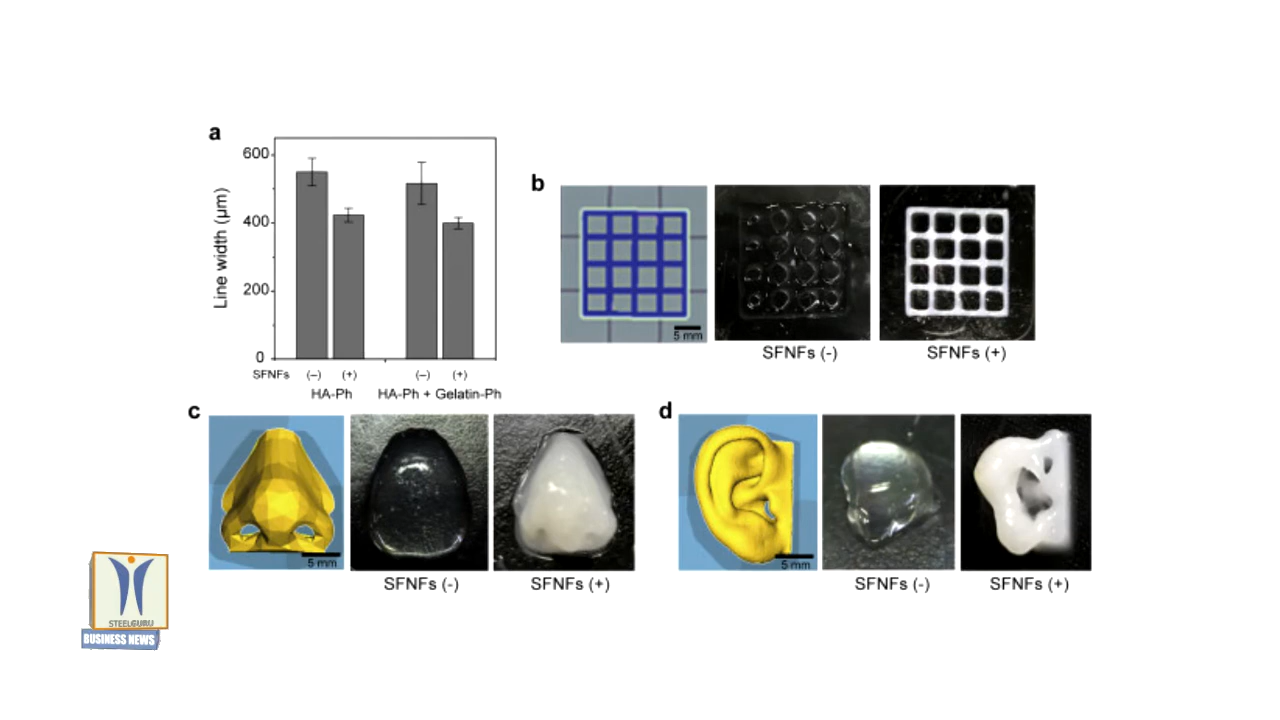 a
600
400
200
0
Line width (μm)
SFNFs (–) (+) (–) (+)
HA-Ph HA-Ph + Gelatin-Ph
b
5 mm
SFNFs (-) SFNFs (+)
c
5 mm
SFNFs (-) SFNFs (+)
d
5 mm
SFNFs (-) SFNFs (+)
STEELGURU
BUSINESS NEWS